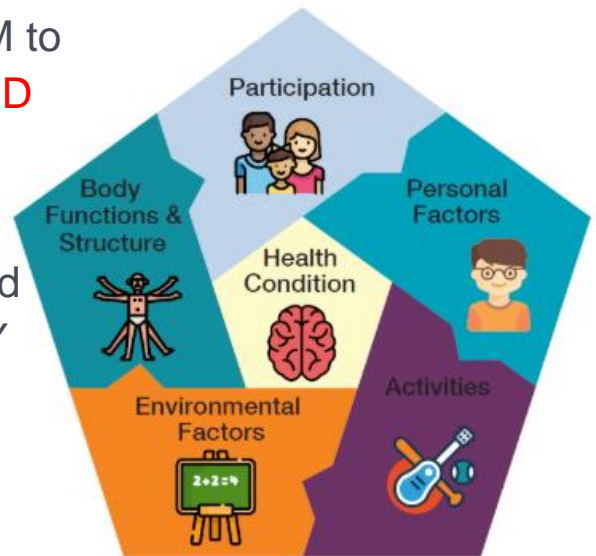 M to
D
d
Y
Participation
Body
Functions &
Structure
Personal
Factors
Health
Condition
Environmental
Factors
2+2=4
Activities